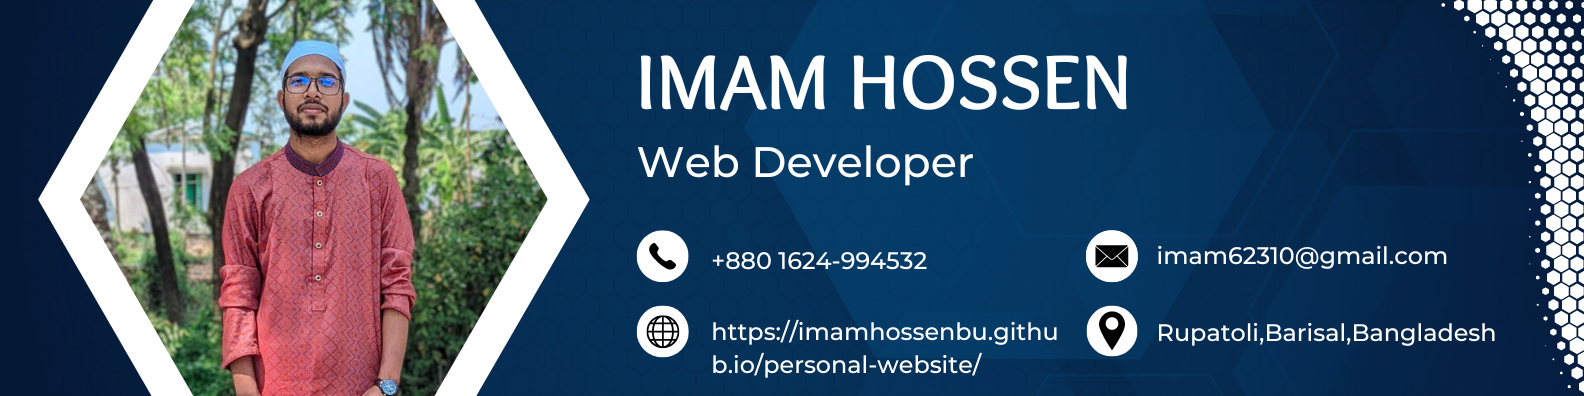 IMAM HOSSEN
Web Developer
+880 1624-994532
imam62310@gmail.com
https://imamhossenbu.githu
b.io/personal-website/
Rupatoli,Barisal,Bangladesh